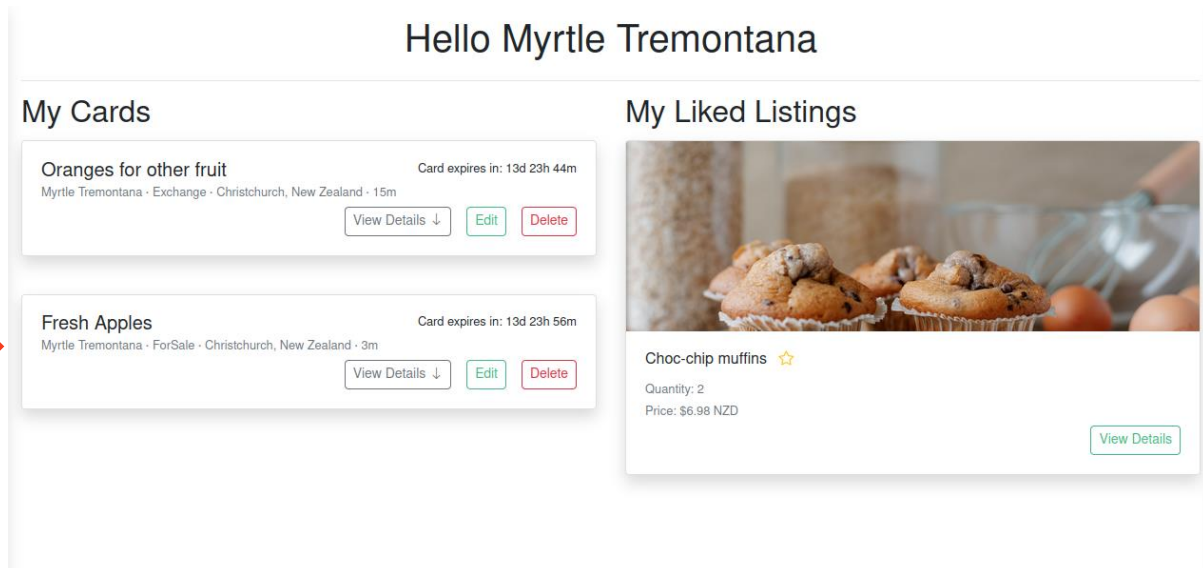 Hello Myrtle Tremontana
My Cards
Oranges for other fruit
Card expires in: 13d 23h 44m
Myrtle Tremontana · Exchange · Christchurch, New Zealand · 15m
View Details ↓
Edit
Delete
Fresh Apples
Card expires in: 13d 23h 56m
Myrtle Tremontana · ForSale · Christchurch, New Zealand · 3m
View Details ↓
Edit
Delete
My Liked Listings
Choc-chip muffins
Quantity: 2
Price: $6.98 NZD
View Details